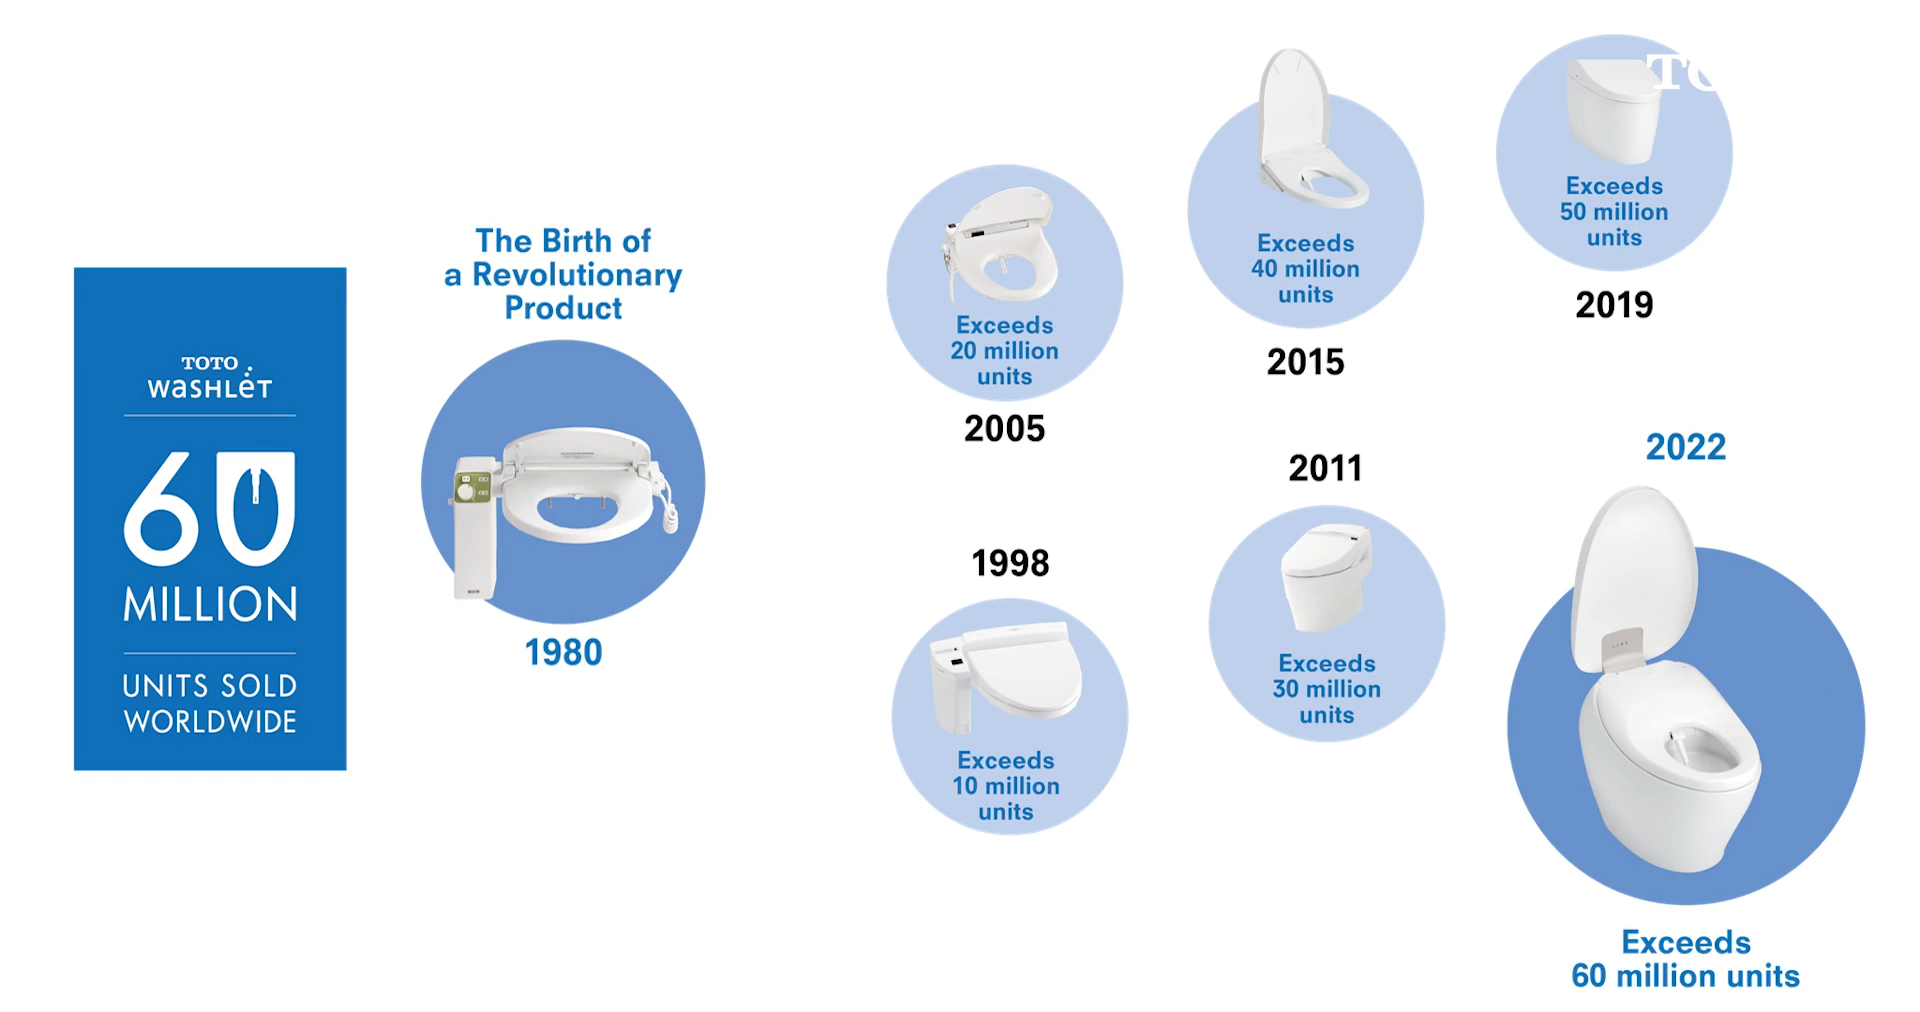 TOTO
WASHLET
60
MILLION
UNITS SOLD
WORLDWIDE
The Birth of
a Revolutionary
Product
1980
1998
Exceeds
10 million
units
Exceeds
20 million
units
2005
2011
Exceeds
30 million
units
Exceeds
40 million
units
2015
Exceeds
50 million
units
2019
2022
Exceeds
60 million units